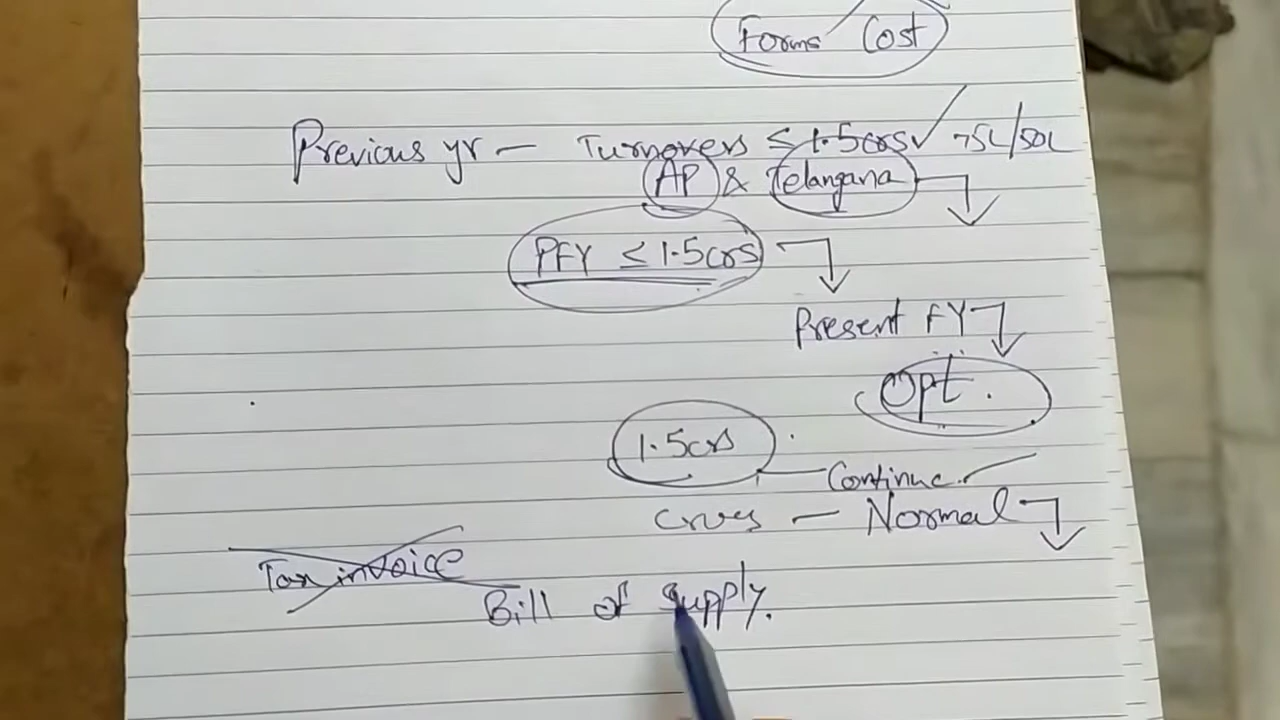 Forms Cost
Previous yr - Turnovers ≤ 1.5crs 75L/50L
AP & Telangana
PFY ≤ 1.5crs
Present FY
Opt.
1.5crs
Continue
Normal
Tax invoice
Bill of Supply.